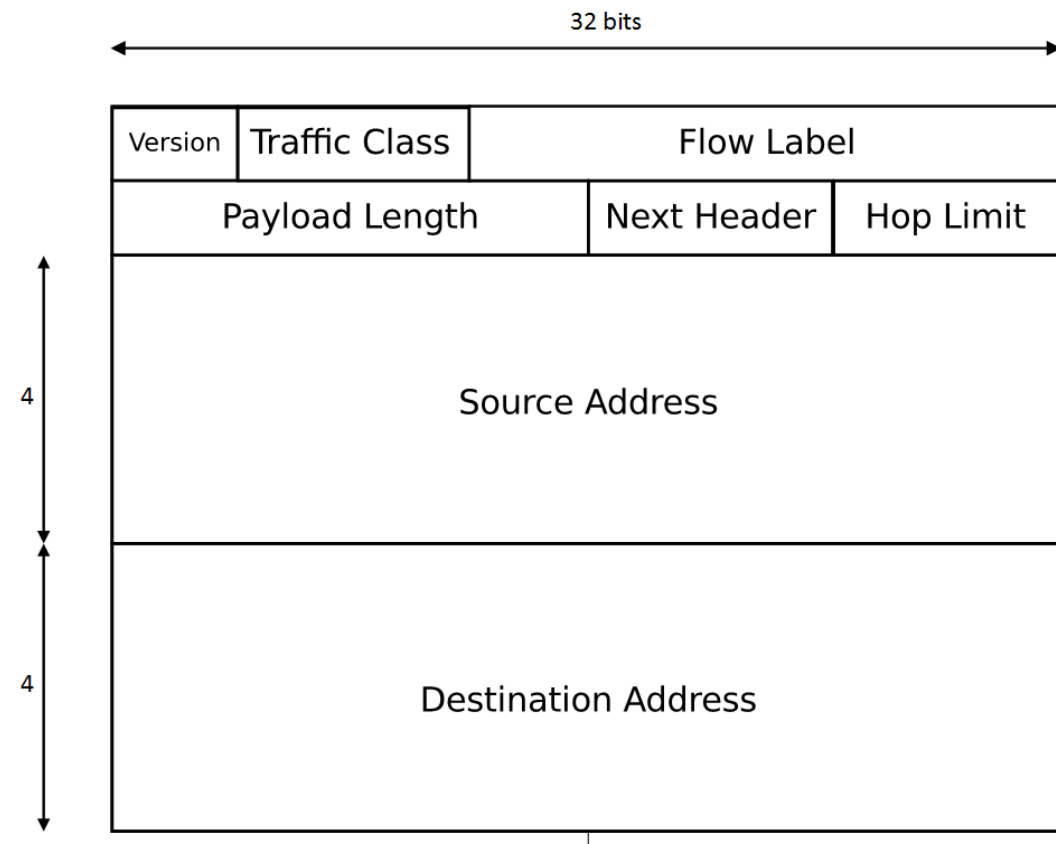 32 bits
Version Traffic Class Flow Label
Payload Length Next Header Hop Limit
4
Source Address
4
Destination Address